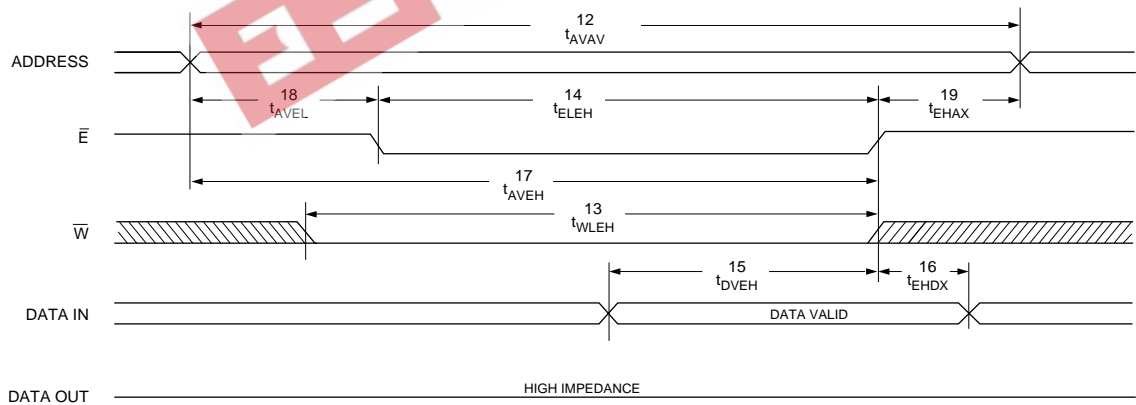 12
tAVAV
ADDRESS
18
tAVEL
14
tELEH
19
tEHAX
E̅
17
tAVEH
13
tWLEH
W̅
15
tDVEH
16
tEHDX
DATA IN
DATA VALID
DATA OUT
HIGH IMPEDANCE